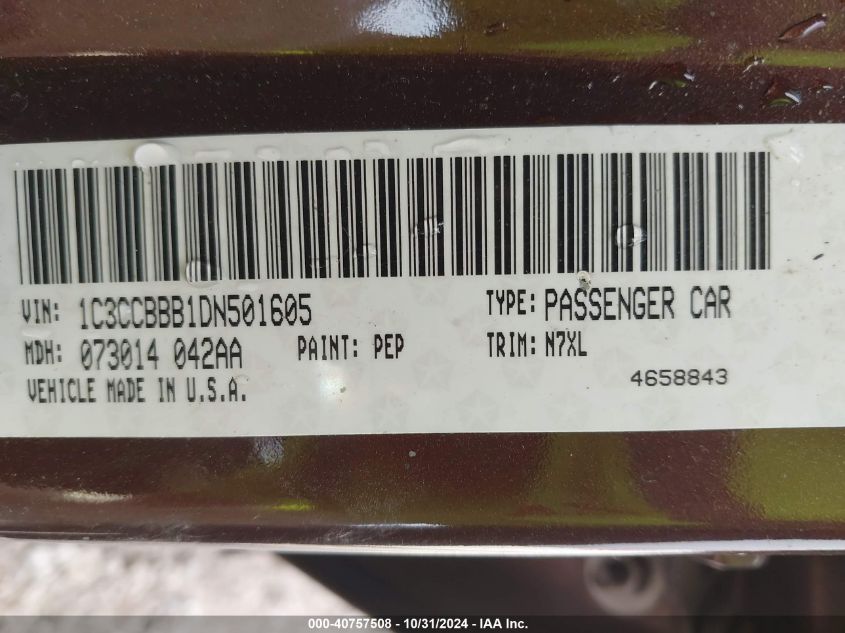 VIN: 1C3CCBBB1DN501605 TYPE: PASSENGER CAR
MDH: 073014 042AA PAINT: PEP TRIM: N7XL
VEHICLE MADE IN U.S.A. 4658843
000-40757508 - 10/31/2024 - IAA Inc.